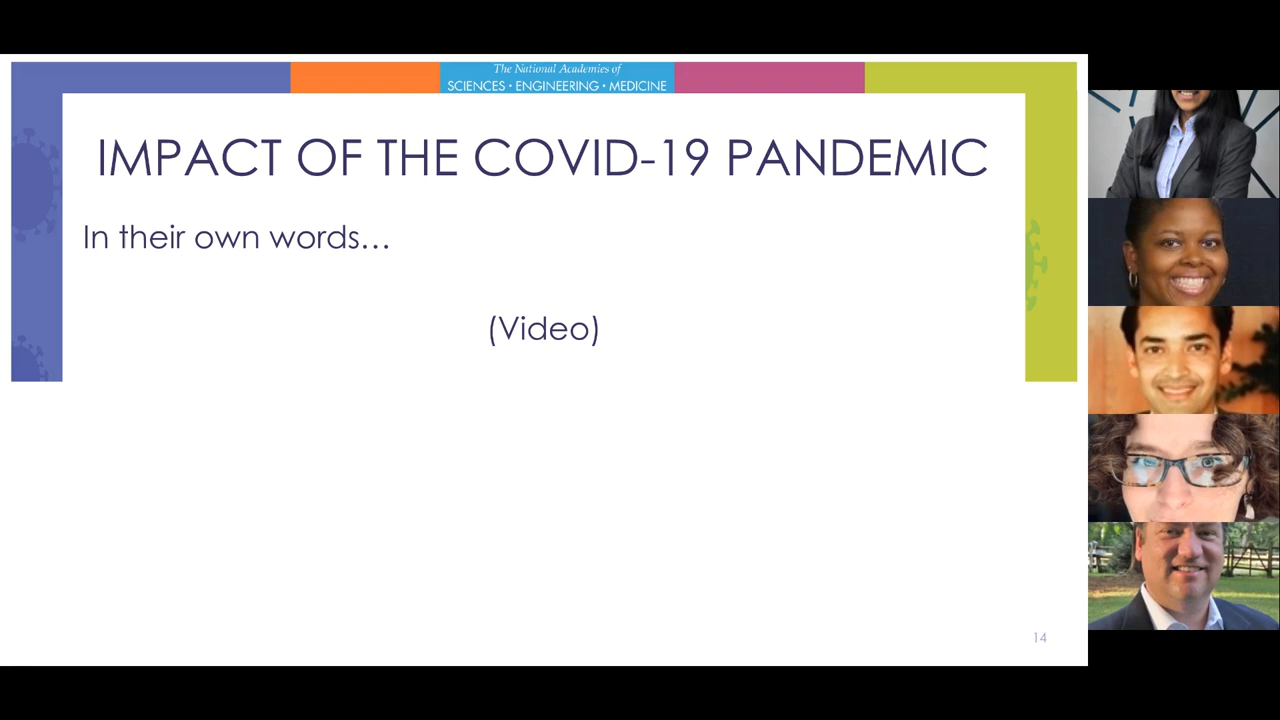 The National Academies of
SCIENCES • ENGINEERING • MEDICINE
IMPACT OF THE COVID-19 PANDEMIC
In their own words…
(Video)
14